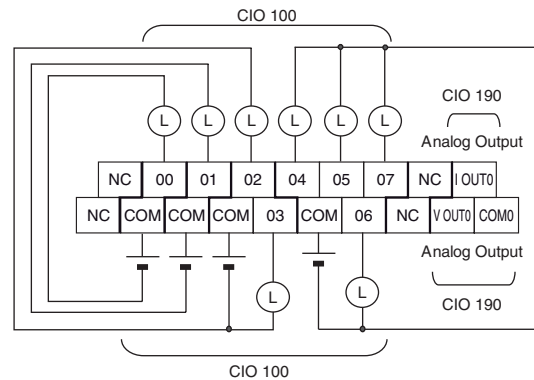 CIO 100
CIO 190
Analog Output
L L L L L L
NC 00 01 02 04 05 07 NC I OUT0
NC COM COM COM 03 COM 06 NC V OUT0 COM0
L L
Analog Output
CIO 190
CIO 100